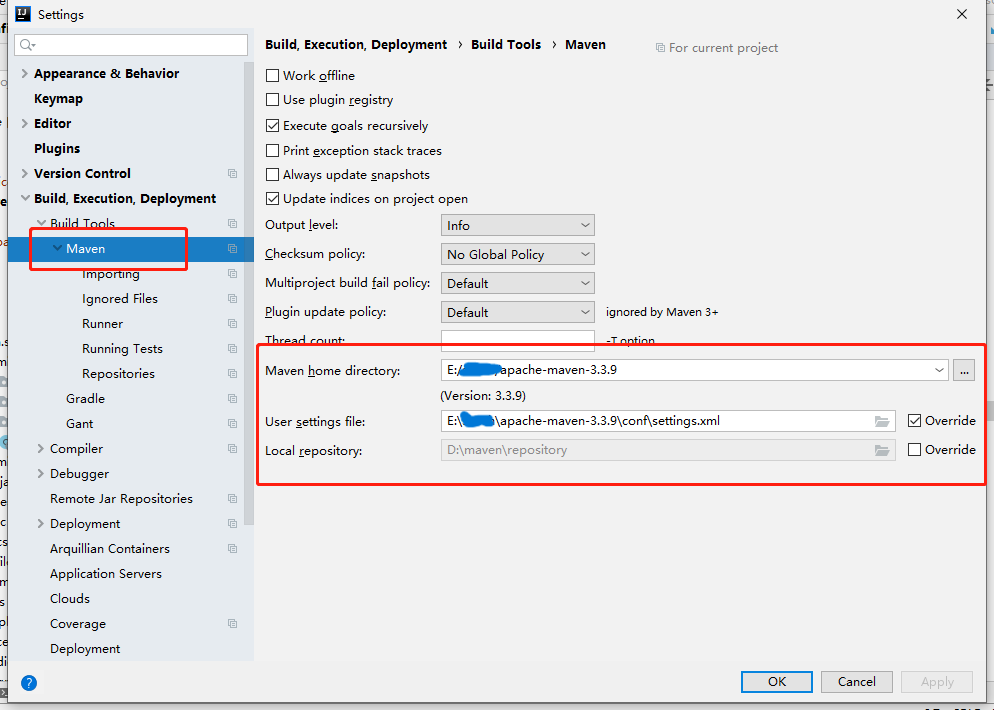 Settings
Appearance & Behavior
Keymap
Editor
Plugins
Version Control
Build, Execution, Deployment
Build Tools
Maven
Importing
Ignored Files
Runner
Running Tests
Repositories
Gradle
Gant
Compiler
Debugger
Remote Jar Repositories
Deployment
Arquillian Containers
Application Servers
Clouds
Coverage
Deployment
Build, Execution, Deployment › Build Tools › Maven
For current project
Work offline
Use plugin registry
Execute goals recursively
Print exception stack traces
Always update snapshots
Update indices on project open
Output level: Info
Checksum policy: No Global Policy
Multiproject build fail policy: Default
Plugin update policy: Default ignored by Maven 3+
Thread count: -T option
Maven home directory: E:/ apache-maven-3.3.9 ...
(Version: 3.3.9)
User settings file: E:\ \apache-maven-3.3.9\conf\settings.xml Override
Local repository: D:\maven\repository Override
? OK Cancel Apply